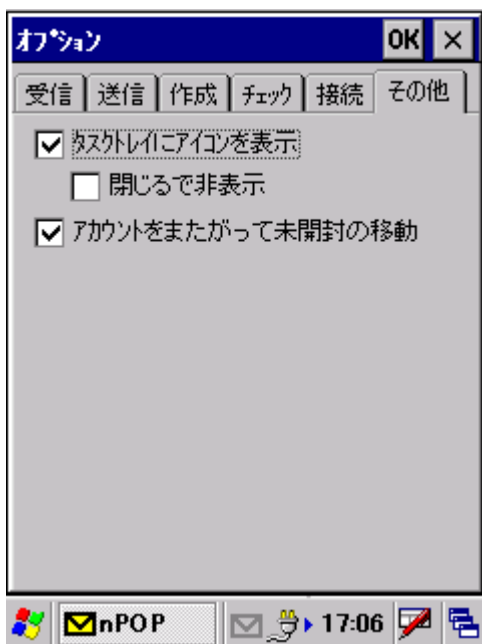 オプション OK ×
受信 送信 作成 チェック 接続 その他
タスクトレイにアイコンを表示
閉じるで非表示
アカウントをまたがって未開封の移動
nPOP 17:06